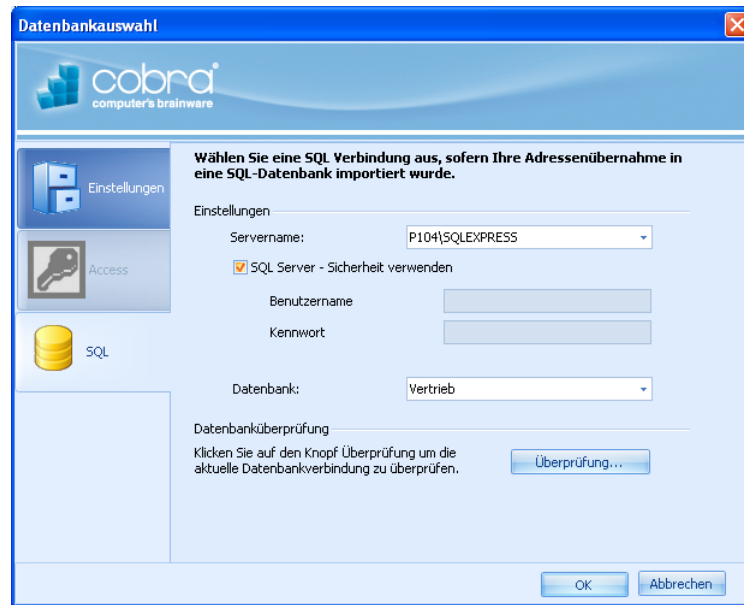 Datenbankauswahl
cobra
computer's brainware
Wählen Sie eine SQL Verbindung aus, sofern Ihre Adressenübernahme in
eine SQL-Datenbank importiert wurde.
Einstellungen
Access
SQL
Einstellungen
Servername:
P104\SQLEXPRESS
SQL Server - Sicherheit verwenden
Benutzername
Kennwort
Datenbank:
Vertrieb
Datenbanküberprüfung
Klicken Sie auf den Knopf Überprüfung um die
aktuelle Datenbankverbindung zu überprüfen.
Überprüfung...
OK
Abbrechen